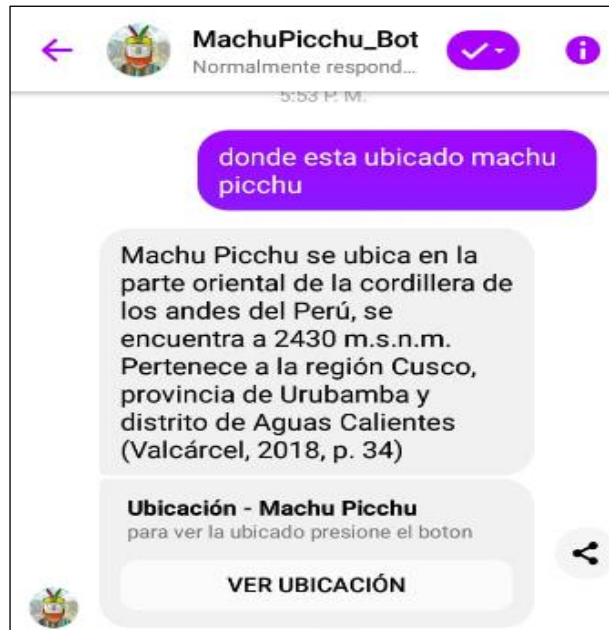 MachuPicchu_Bot
Normalmente respond...
5:53 P. M.
donde esta ubicado machu
picchu
Machu Picchu se ubica en la
parte oriental de la cordillera de
los andes del Perú, se
encuentra a 2430 m.s.n.m.
Pertenece a la región Cusco,
provincia de Urubamba y
distrito de Aguas Calientes
(Valcárcel, 2018, p. 34)
Ubicación - Machu Picchu
para ver la ubicado presione el boton
VER UBICACIÓN